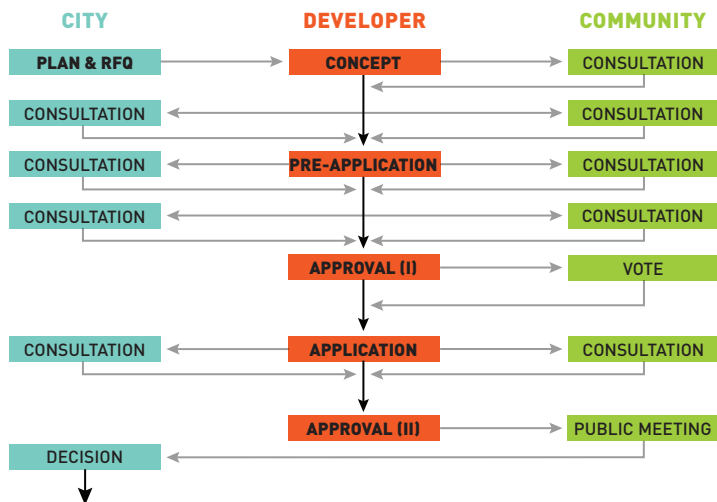 CITY DEVELOPER COMMUNITY
PLAN & RFQ CONCEPT CONSULTATION
CONSULTATION CONSULTATION
CONSULTATION PRE-APPLICATION CONSULTATION
CONSULTATION CONSULTATION
APPROVAL (I) VOTE
CONSULTATION APPLICATION CONSULTATION
APPROVAL (II) PUBLIC MEETING
DECISION